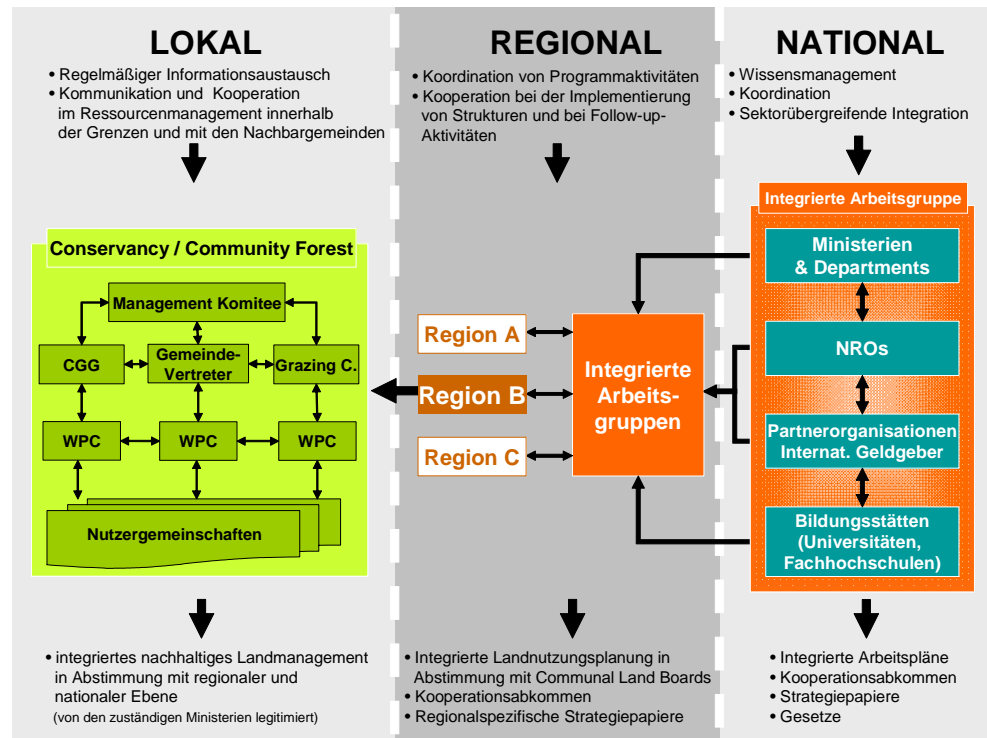 LOKAL
• Regelmäßiger Informationsaustausch
• Kommunikation und Kooperation
im Ressourcenmanagement innerhalb
der Grenzen und mit den Nachbargemeinden
Conservancy / Community Forest
Management Komitee
CGG
Gemeinde-
Vertreter
Grazing C.
WPC
WPC
WPC
Nutzergemeinschaften
• integriertes nachhaltiges Landmanagement
in Abstimmung mit regionaler und
nationaler Ebene
(von den zuständigen Ministerien legitimiert)
REGIONAL
• Koordination von Programmaktivitäten
• Kooperation bei der Implementierung
von Strukturen und bei Follow-up-
Aktivitäten
Region A
Region B
Region C
Integrierte
Arbeits-
gruppen
• Integrierte Landnutzungsplanung in
Abstimmung mit Communal Land Boards
• Kooperationsabkommen
• Regionalspezifische Strategiepapiere
NATIONAL
• Wissensmanagement
• Koordination
• Sektorübergreifende Integration
Integrierte Arbeitsgruppe
Ministerien
& Departments
NROs
Partnerorganisationen
Internat. Geldgeber
Bildungsstätten
(Universitäten,
Fachhochschulen)
• Integrierte Arbeitspläne
• Kooperationsabkommen
• Strategiepapiere
• Gesetze